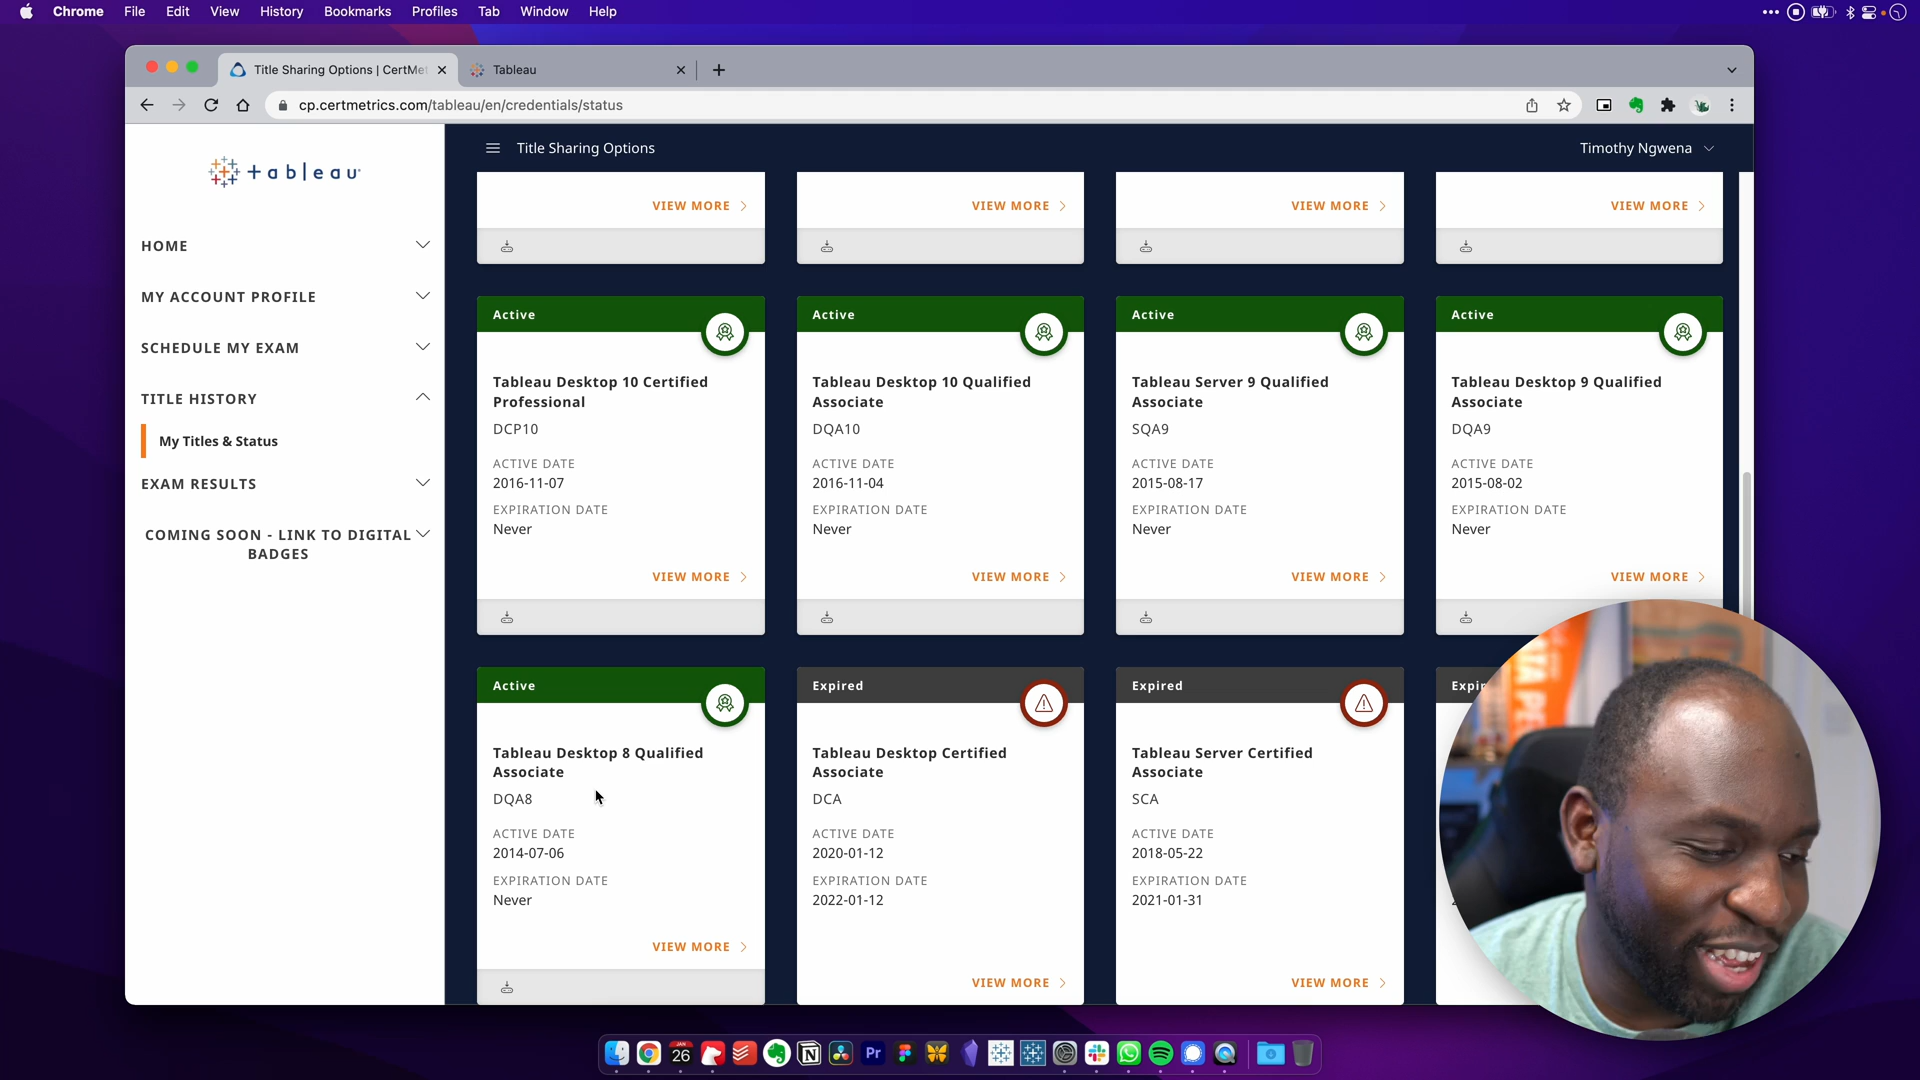 Chrome File Edit View History Bookmarks Profiles Tab Window Help
Title Sharing Options | CertMet
Tableau
cp.certmetrics.com/tableau/en/credentials/status
+ a b l e a u
Title Sharing Options
Timothy Ngwena
HOME
MY ACCOUNT PROFILE
SCHEDULE MY EXAM
TITLE HISTORY
My Titles & Status
EXAM RESULTS
COMING SOON - LINK TO DIGITAL
BADGES
VIEW MORE
VIEW MORE
VIEW MORE
VIEW MORE
Active
Tableau Desktop 10 Certified
Professional
DCP10
ACTIVE DATE
2016-11-07
EXPIRATION DATE
Never
VIEW MORE
Active
Tableau Desktop 10 Qualified
Associate
DQA10
ACTIVE DATE
2016-11-04
EXPIRATION DATE
Never
VIEW MORE
Active
Tableau Server 9 Qualified
Associate
SQA9
ACTIVE DATE
2015-08-17
EXPIRATION DATE
Never
VIEW MORE
Active
Tableau Desktop 9 Qualified
Associate
DQA9
ACTIVE DATE
2015-08-02
EXPIRATION DATE
Never
VIEW MORE
Active
Tableau Desktop 8 Qualified
Associate
DQA8
ACTIVE DATE
2014-07-06
EXPIRATION DATE
Never
VIEW MORE
Expired
Tableau Desktop Certified
Associate
DCA
ACTIVE DATE
2020-01-12
EXPIRATION DATE
2022-01-12
VIEW MORE
Expired
Tableau Server Certified
Associate
SCA
ACTIVE DATE
2018-05-22
EXPIRATION DATE
2021-01-31
VIEW MORE
Expir
JAN
26
Pr